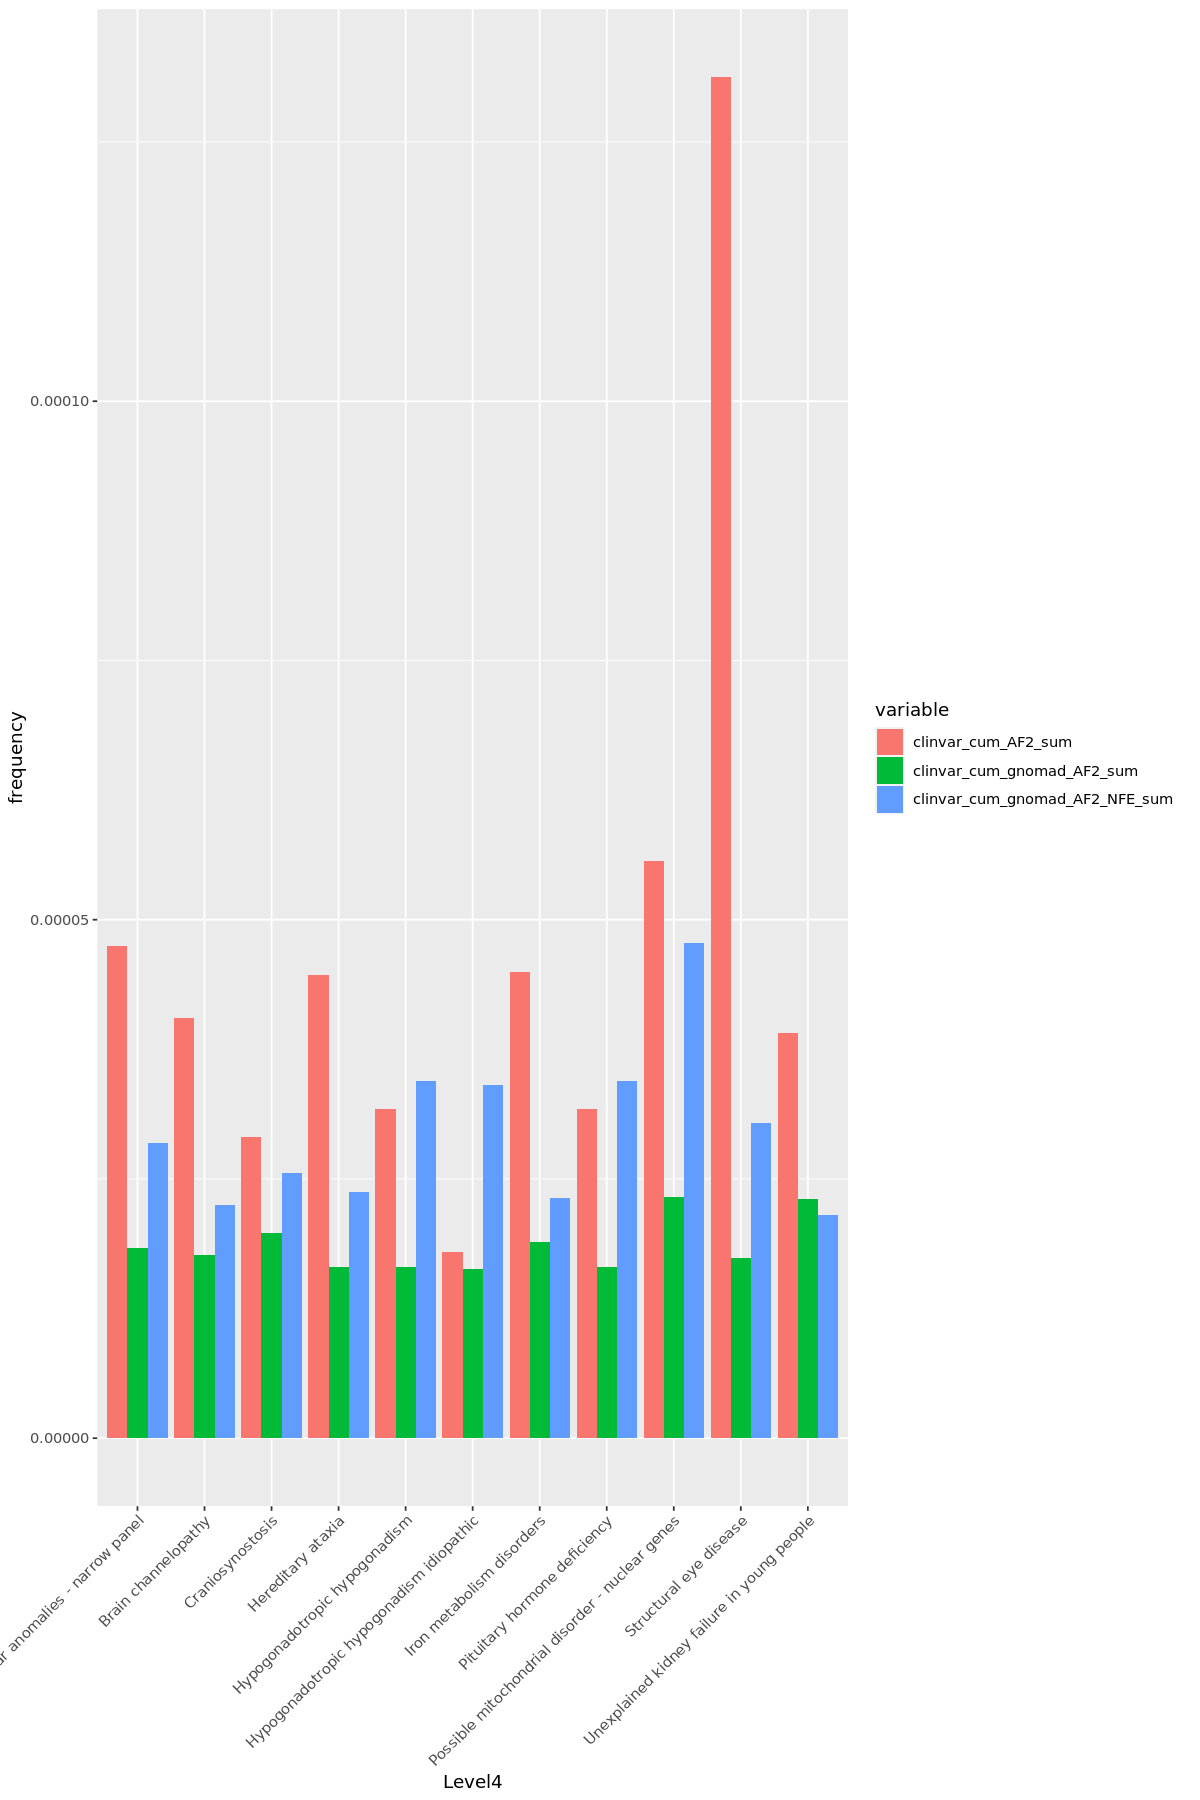 frequency
0.00010
0.00005
0.00000
anomalies - narrow panel
Brain channelopathy
Craniosynostosis
Hereditary ataxia
Hypogonadotropic hypogonadism
Hypogonadotropic hypogonadism idiopathic
Iron metabolism disorders
Pituitary hormone deficiency
Possible mitochondrial disorder - nuclear genes
Structural eye disease
Unexplained kidney failure in young people
Level4
variable
clinvar_cum_AF2_sum
clinvar_cum_gnomad_AF2_sum
clinvar_cum_gnomad_AF2_NFE_sum